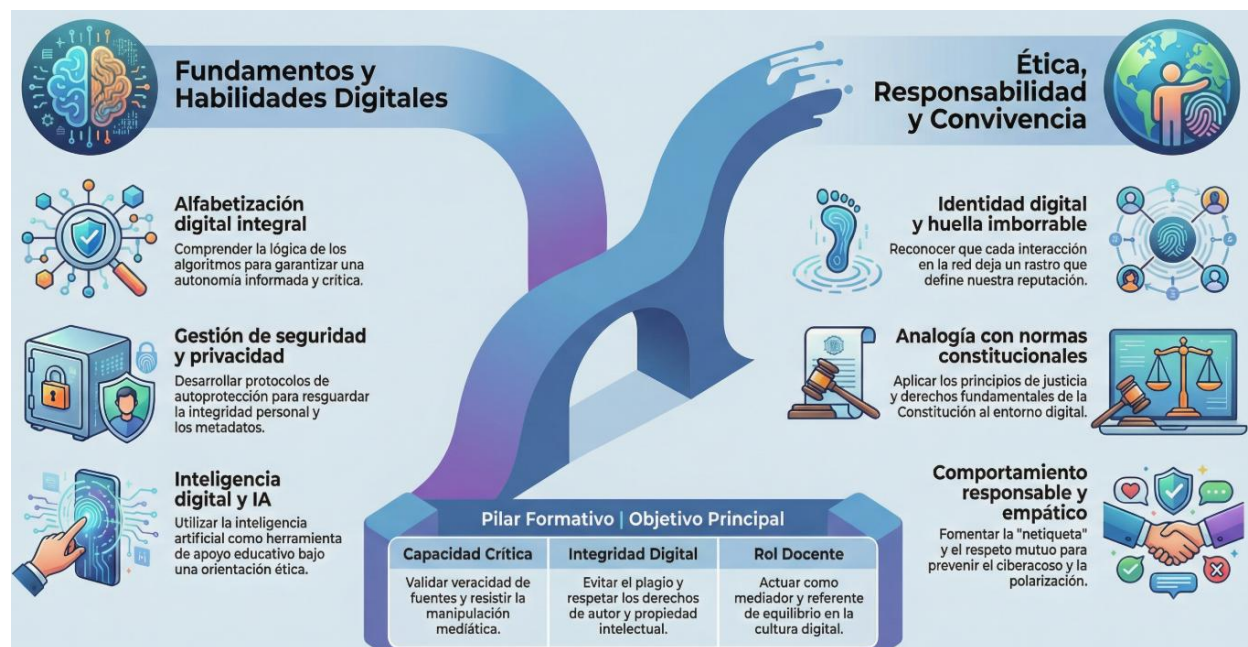 Fundamentos y
Habilidades Digitales
Alfabetización
digital integral
Comprender la lógica de los
algoritmos para garantizar una
autonomía informada y crítica.
Gestión de seguridad
y privacidad
Desarrollar protocolos de
autoprotección para resguardar
la integridad personal y
los metadatos.
Inteligencia
digital y IA
Utilizar la inteligencia
artificial como herramienta
de apoyo educativo bajo
una orientación ética.
Ética,
Responsabilidad
y Convivencia
Identidad digital
y huella imborrable
Reconocer que cada interacción
en la red deja un rastro que
define nuestra reputación.
Analogía con normas
constitucionales
Aplicar los principios de justicia
y derechos fundamentales de la
Constitución al entorno digital.
Comportamiento
responsable y
empático
Fomentar la "netiqueta"
y el respeto mutuo para
prevenir el ciberacoso y la
polarización.
Pilar Formativo | Objetivo Principal
Capacidad Crítica
Validar veracidad de
fuentes y resistir la
manipulación
mediática.
Integridad Digital
Evitar el plagio y
respetar los derechos
de autor y propiedad
intelectual.
Rol Docente
Actuar como
mediador y referente
de equilibrio en la
cultura digital.